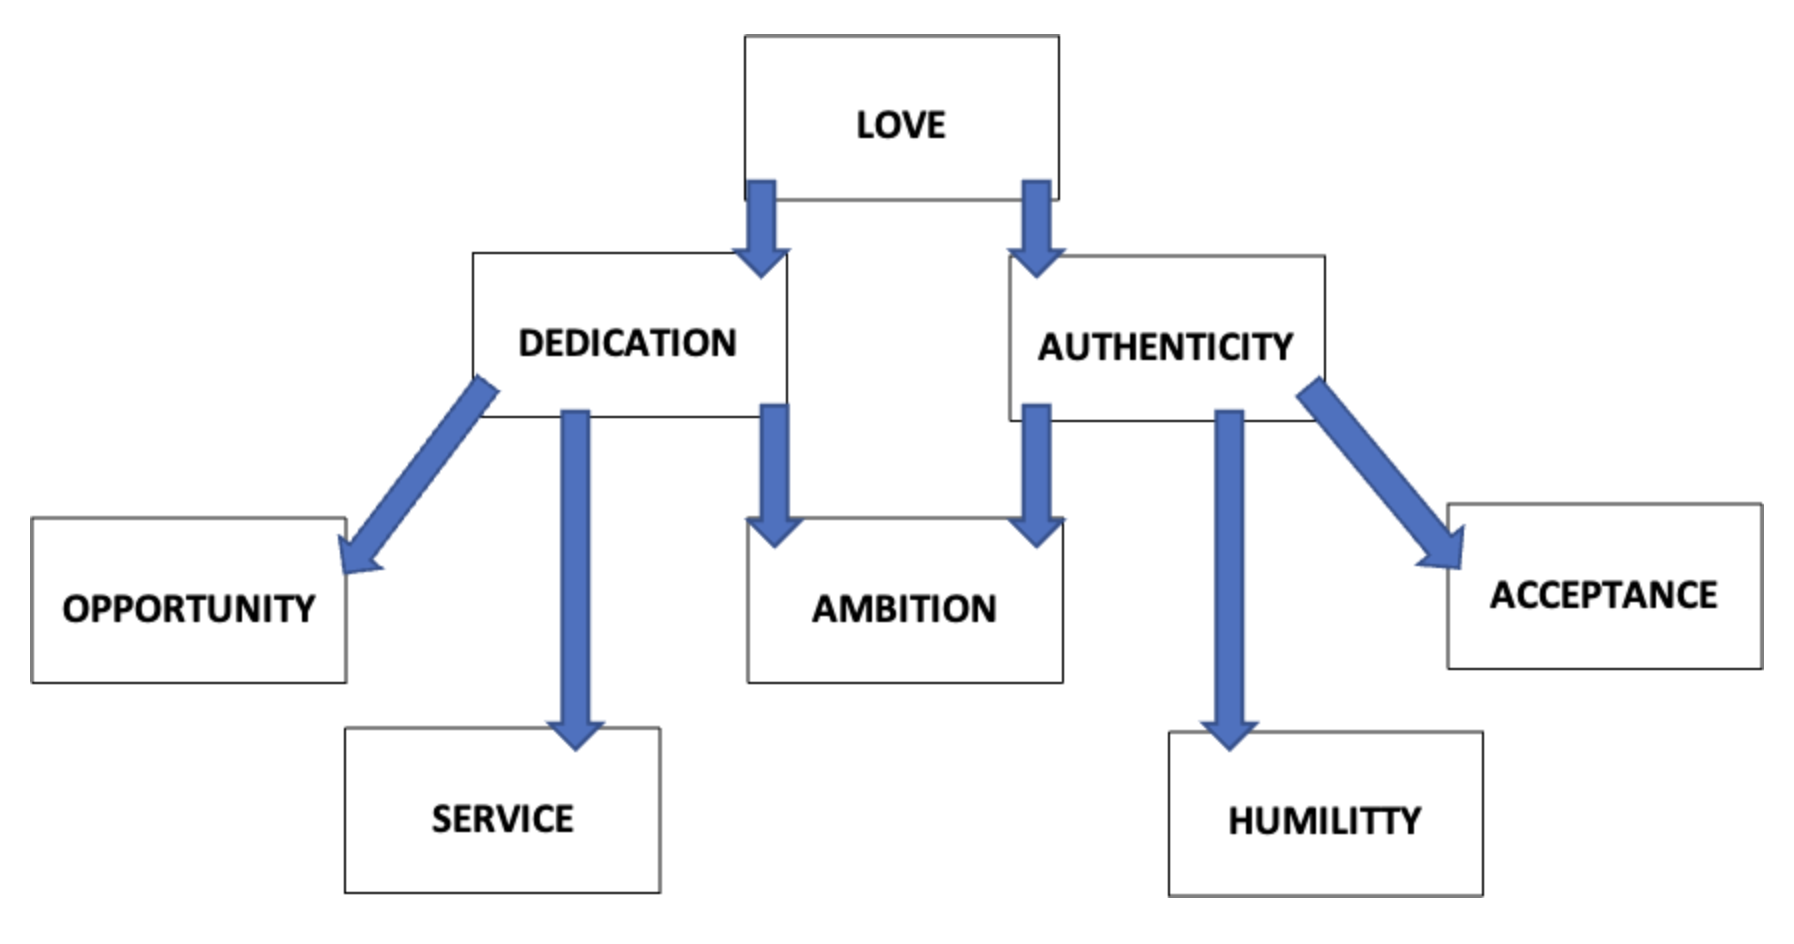 LOVE
DEDICATION
AUTHENTICITY
OPPORTUNITY
AMBITION
ACCEPTANCE
SERVICE
HUMILITTY